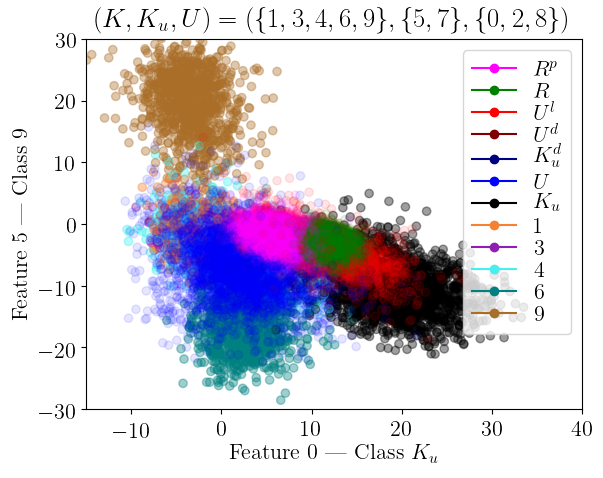 (K, K_u, U) = ({1, 3, 4, 6, 9}, {5, 7}, {0, 2, 8})
Feature 5 — Class 9
30
20
10
0
−10
−20
−30
R^p
R
U^l
U^d
K_u^d
U
K_u
1
3
4
6
9
−10
0
10
20
30
40
Feature 0 — Class K_u